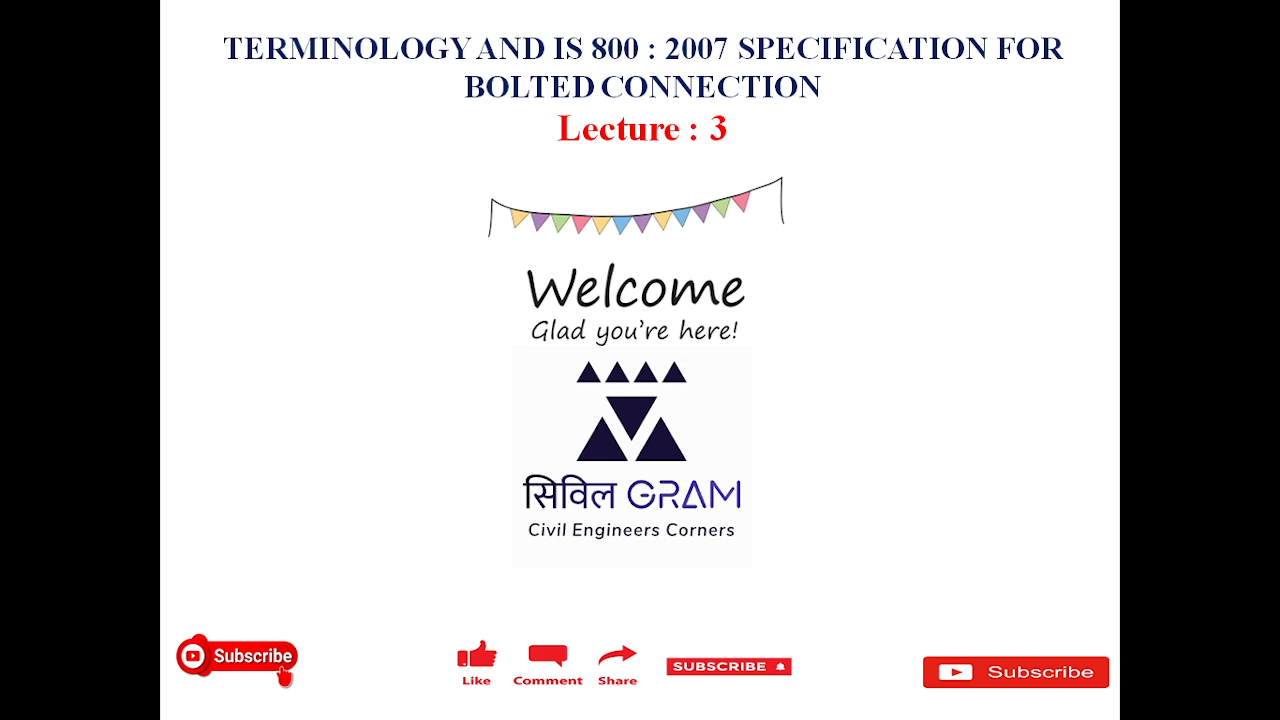 TERMINOLOGY AND IS 800 : 2007 SPECIFICATION FOR
BOLTED CONNECTION
Lecture : 3
Welcome
Glad you're here!
सिविल GRAM
Civil Engineers Corners
Subscribe
Like
Comment
Share
SUBSCRIBE
Subscribe